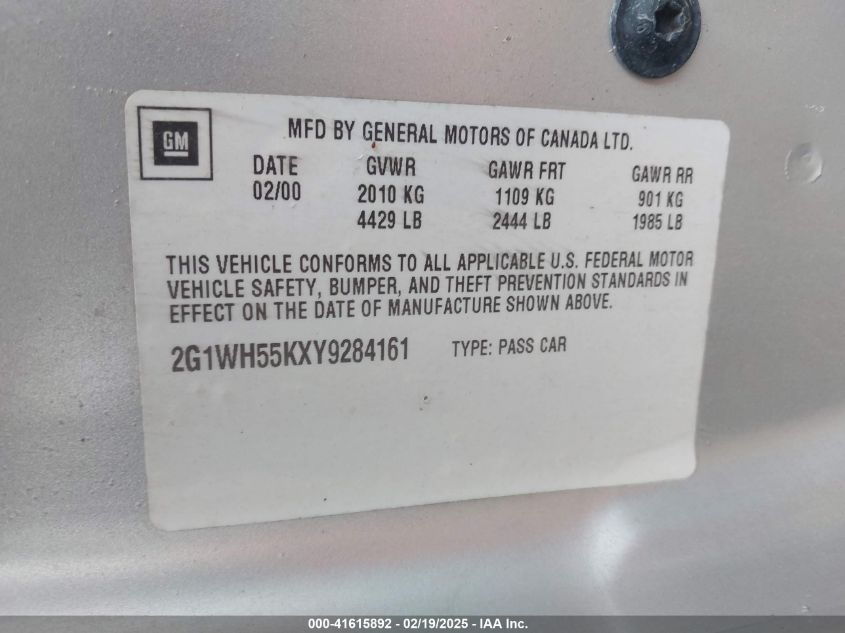 GM
MFD BY GENERAL MOTORS OF CANADA LTD.
DATE GVWR GAWR FRT GAWR RR
02/00 2010 KG 1109 KG 901 KG
4429 LB 2444 LB 1985 LB
THIS VEHICLE CONFORMS TO ALL APPLICABLE U.S. FEDERAL MOTOR
VEHICLE SAFETY, BUMPER, AND THEFT PREVENTION STANDARDS IN
EFFECT ON THE DATE OF MANUFACTURE SHOWN ABOVE.
2G1WH55KXY9284161 TYPE: PASS CAR
000-41615892 - 02/19/2025 - IAA Inc.